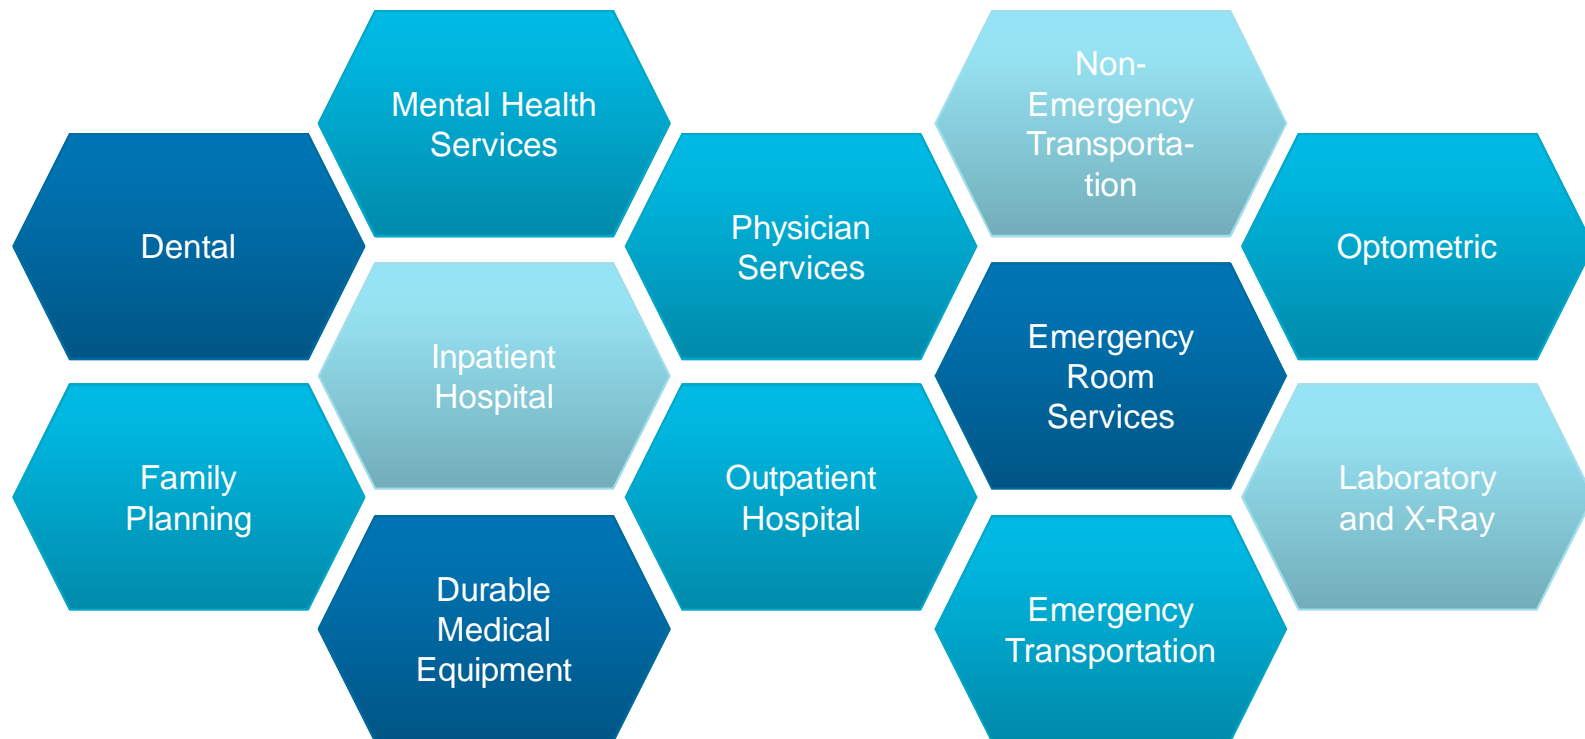 Mental Health
Services
Non-
Emergency
Transporta-
tion
Dental
Physician
Services
Optometric
Inpatient
Hospital
Emergency
Room
Services
Family
Planning
Outpatient
Hospital
Laboratory
and X-Ray
Durable
Medical
Equipment
Emergency
Transportation